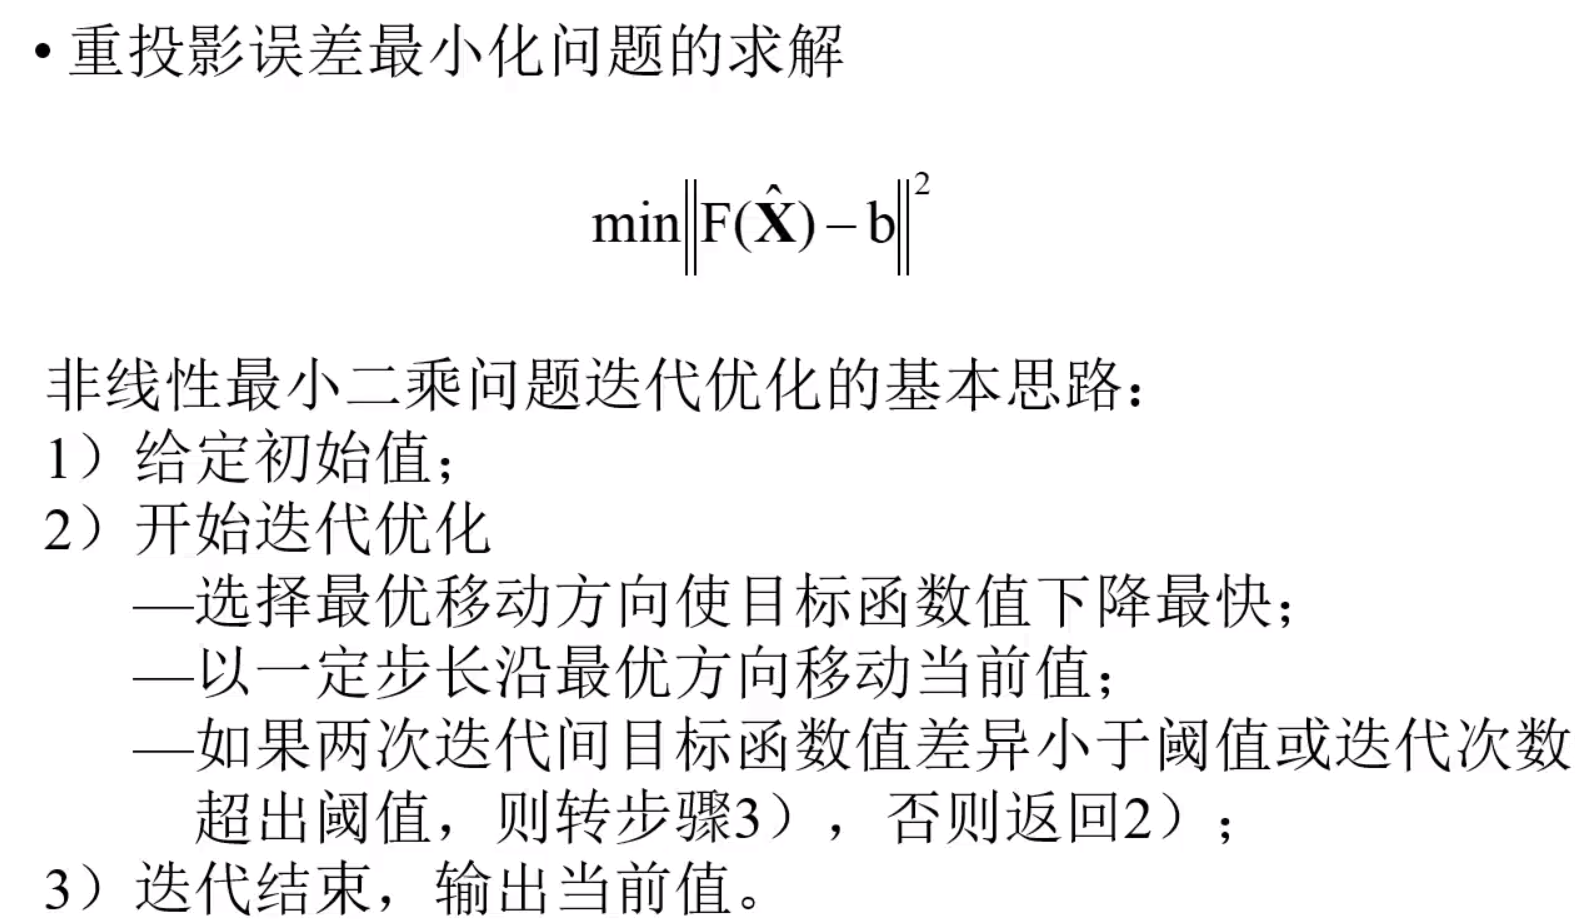 • 重投影误差最小化问题的求解
min‖F(X̂) – b‖²
非线性最小二乘问题迭代优化的基本思路：
1）给定初始值；
2）开始迭代优化
—选择最优移动方向使目标函数值下降最快；
—以一定步长沿最优方向移动当前值；
—如果两次迭代间目标函数值差异小于阈值或迭代次数
超出阈值，则转步骤3），否则返回2）；
3）迭代结束，输出当前值。